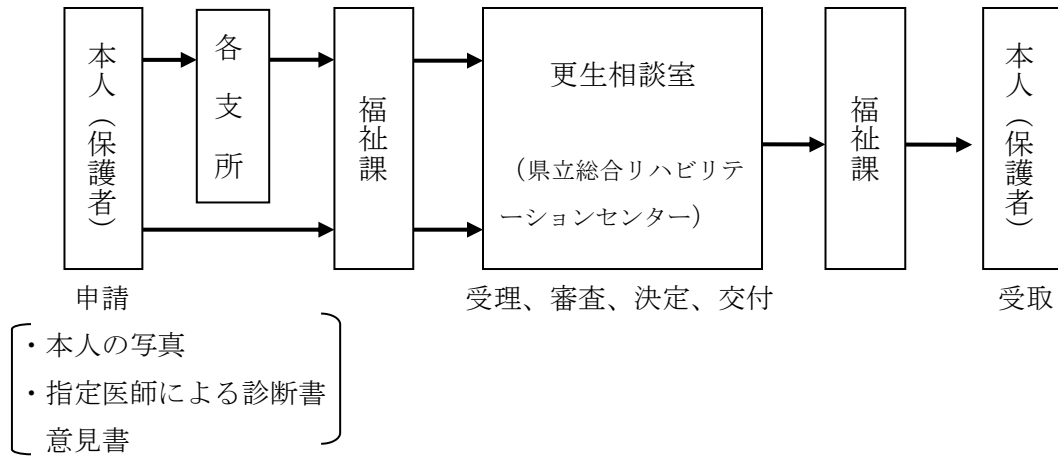 本人（保護者）
各支所
福祉課
更生相談室
（県立総合リハビリテ
ーションセンター）
福祉課
本人（保護者）
申請
受理、審査、決定、交付
受取
・本人の写真
・指定医師による診断書
意見書